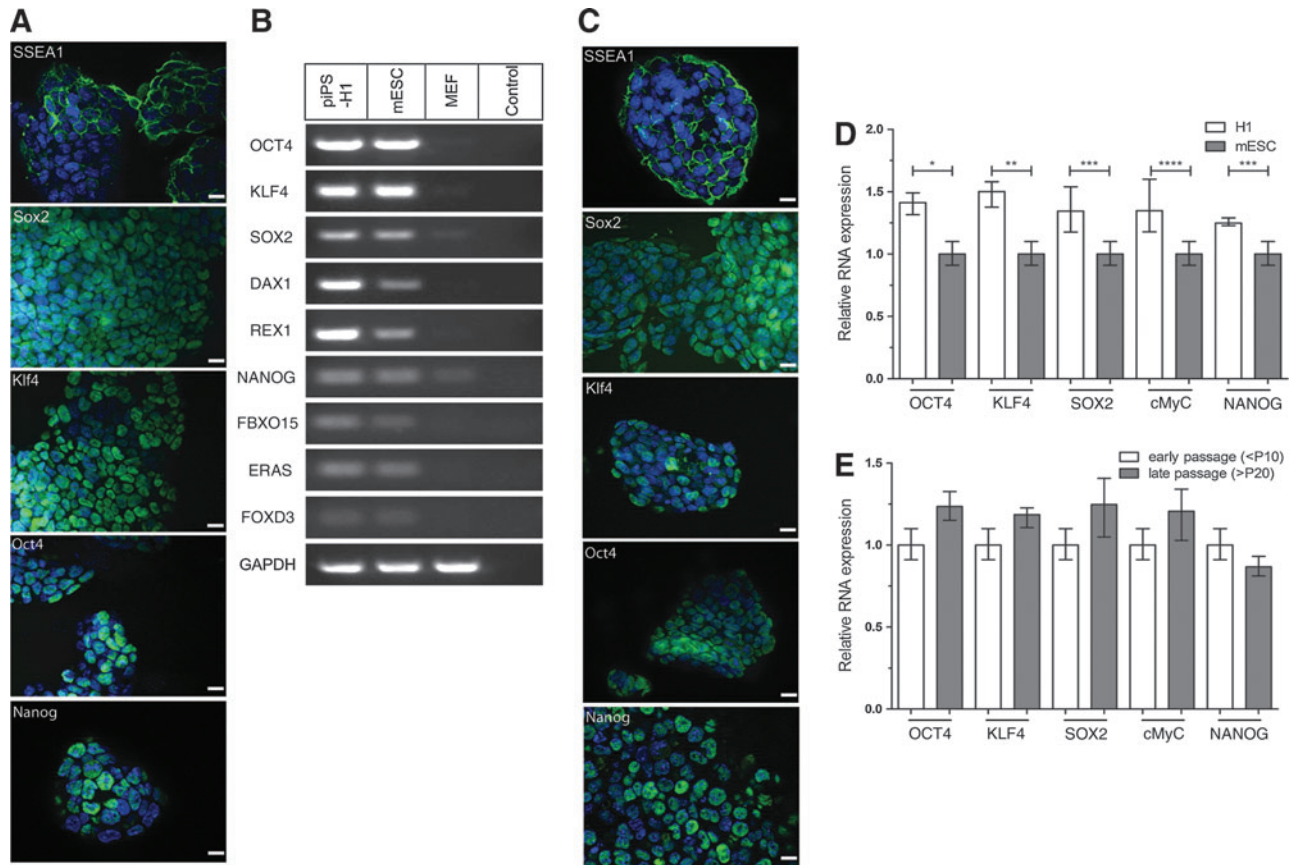 A
SSEA1
Sox2
Klf4
Oct4
Nanog
B
piPS
-H1
mESC
MEF
Control
OCT4
KLF4
SOX2
DAX1
REX1
NANOG
FBXO15
ERAS
FOXD3
GAPDH
C
SSEA1
Sox2
Klf4
Oct4
Nanog
D
H1
mESC
Relative RNA expression
2.0
1.5
1.0
0.5
0.0
* ** *** **** ***
OCT4 KLF4 SOX2 cMyC NANOG
E
early passage (<P10)
late passage (>P20)
Relative RNA expression
1.5
1.0
0.5
0.0
OCT4 KLF4 SOX2 cMyC NANOG